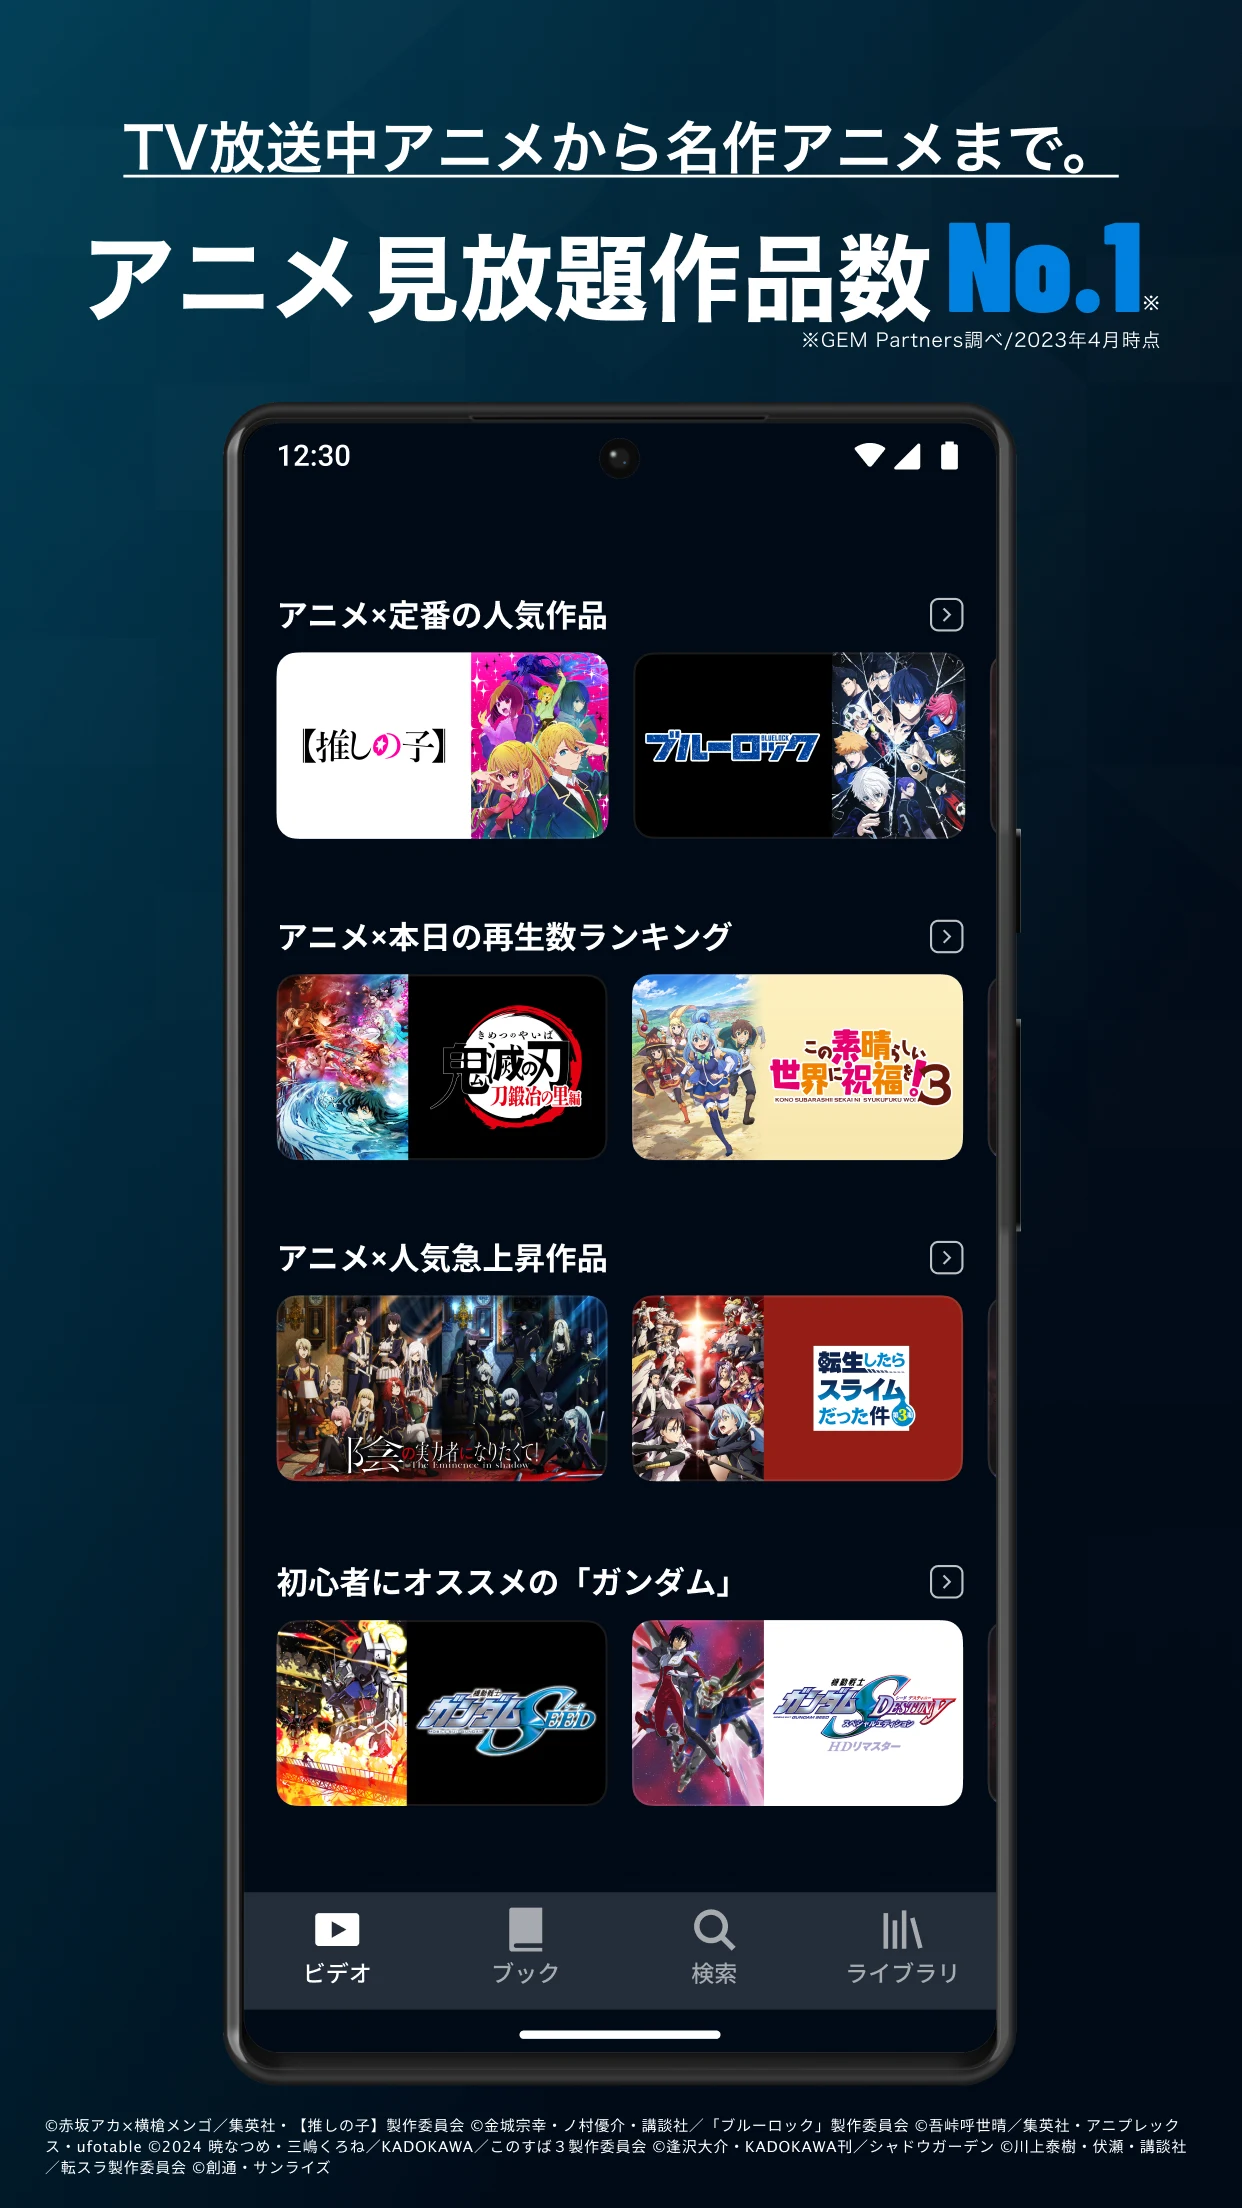 TV放送中アニメから名作アニメまで。
アニメ見放題作品数No.1※
※GEM Partners調べ/2023年4月時点
12:30
アニメ×定番の人気作品
【推しの子】
BLUELOCK
ブルーロック
アニメ×本日の再生数ランキング
きめつのやいば
鬼滅の刃
刀鍛冶の里編
この素晴らしい
世界に祝福を!3
KONO SUBARASHII SEKAI NI SYUKUFUKU WO!
アニメ×人気急上昇作品
陰の実力者になりたくて!
The Eminence in shadow
転生したら
スライム
だった件
第3期
初心者にオススメの「ガンダム」
機動戦士
ガンダムSEED
機動戦士
ガンダムSEED DESTINY
スペシャルエディション
HDリマスター
ビデオ
ブック
検索
ライブラリ
©赤坂アカ×横槍メンゴ／集英社・【推しの子】製作委員会 ©金城宗幸・ノ村優介・講談社／「ブルーロック」製作委員会 ©吾峠呼世晴／集英社・アニプレック
ス・ufotable ©2024 暁なつめ・三嶋くろね／KADOKAWA／このすば３製作委員会 ©逢沢大介・KADOKAWA刊／シャドウガーデン ©川上泰樹・伏瀬・講談社
／転スラ製作委員会 ©創通・サンライズ